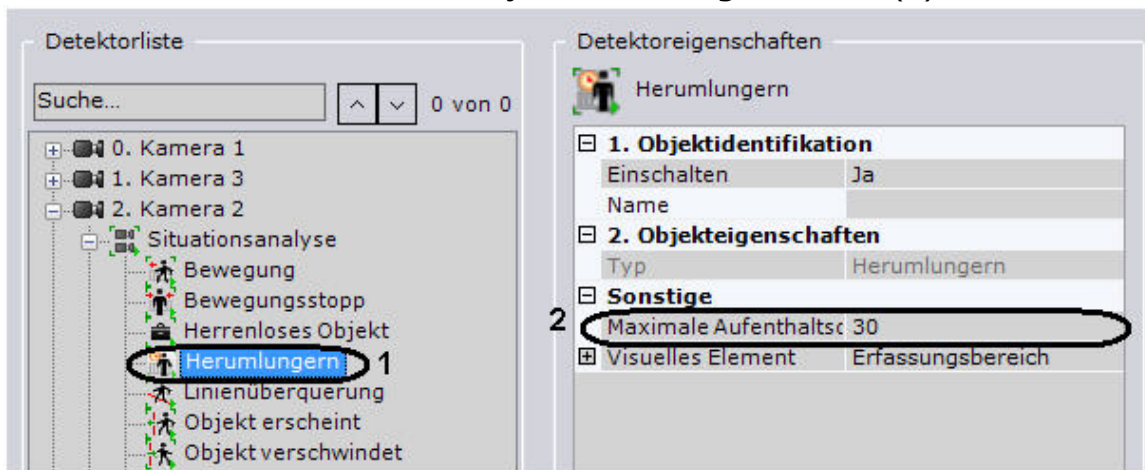 Detektorliste
Suche...
0 von 0
0. Kamera 1
1. Kamera 3
2. Kamera 2
Situationsanalyse
Bewegung
Bewegungsstopp
Herrenloses Objekt
Herumlungern 1
Linienüberquerung
Objekt erscheint
Objekt verschwindet
Detektoreigenschaften
Herumlungern
1. Objektidentifikation
Einschalten Ja
Name
2. Objekteigenschaften
Typ Herumlungern
Sonstige
2 Maximale Aufenthaltsc 30
Visuelles Element Erfassungsbereich